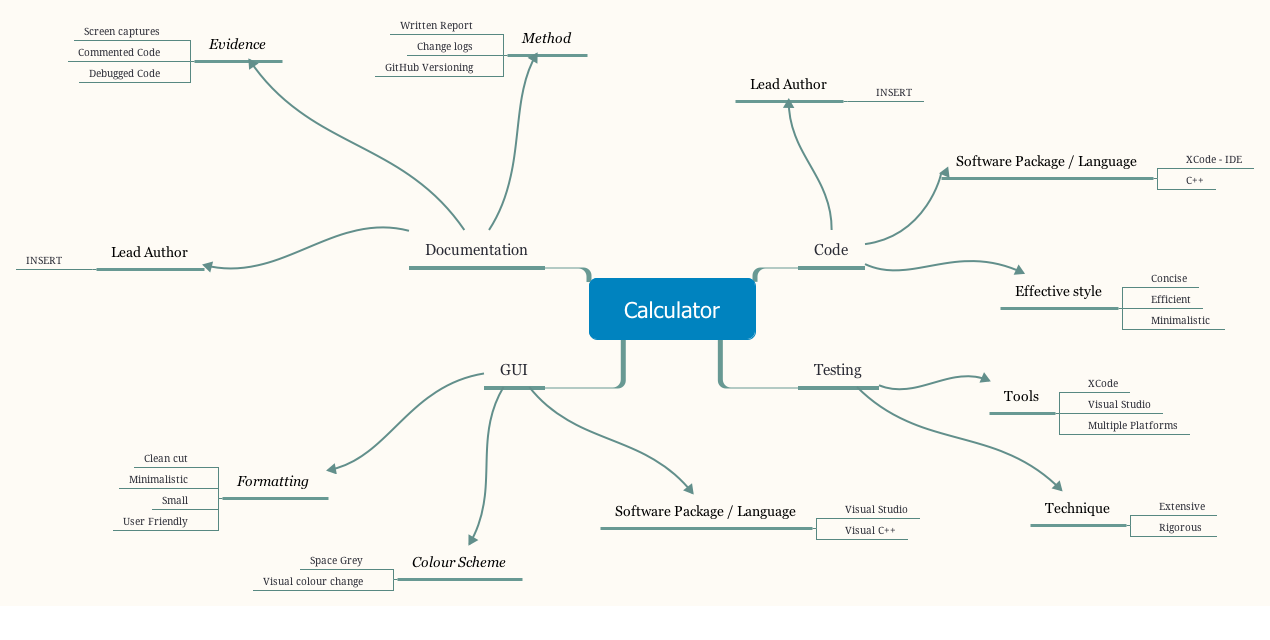 Screen captures
Commented Code
Debugged Code
Evidence
Written Report
Change logs
GitHub Versioning
Method
Lead Author
INSERT
Software Package / Language
XCode - IDE
C++
Documentation
Lead Author
INSERT
Code
Effective style
Concise
Efficient
Minimalistic
Calculator
GUI
Testing
Tools
XCode
Visual Studio
Multiple Platforms
Clean cut
Minimalistic
Small
User Friendly
Formatting
Software Package / Language
Visual Studio
Visual C++
Technique
Extensive
Rigorous
Space Grey
Visual colour change
Colour Scheme